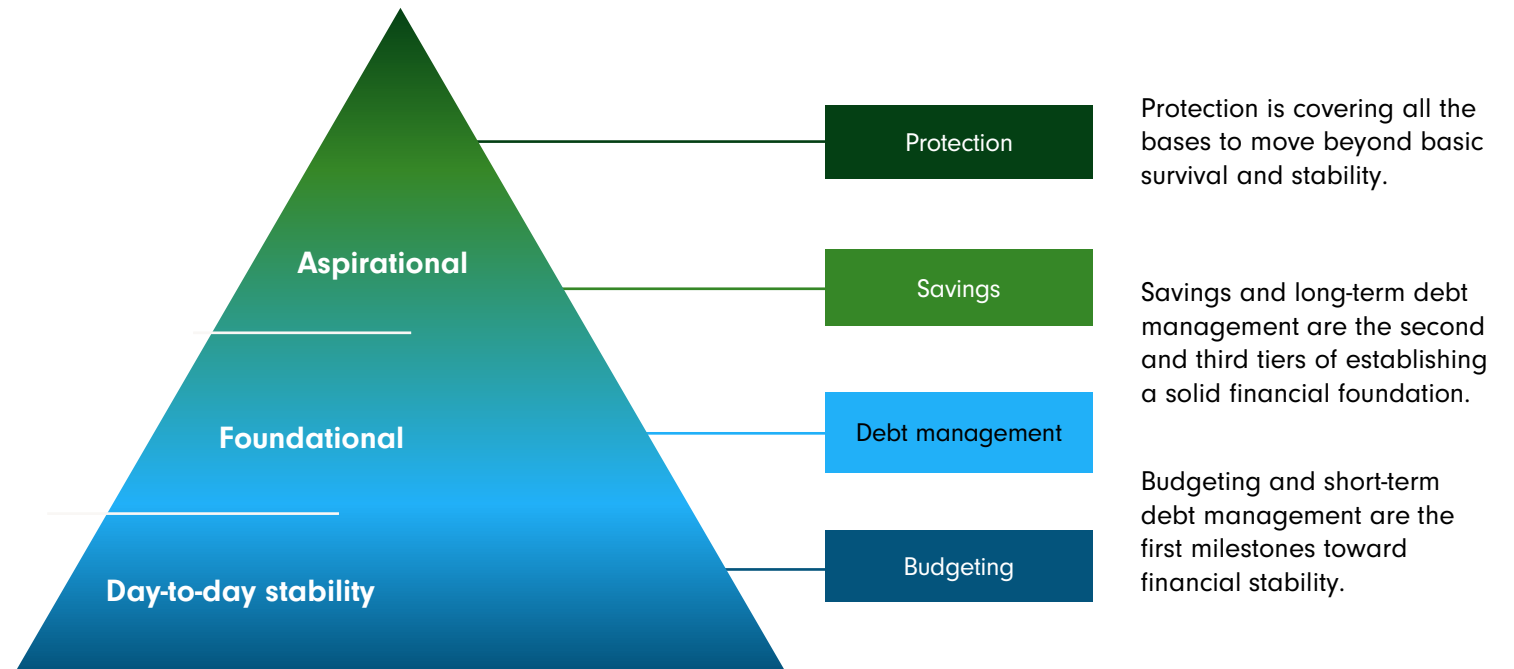 Protection
Protection is covering all the
bases to move beyond basic
survival and stability.
Aspirational
Savings
Savings and long-term debt
management are the second
and third tiers of establishing
a solid financial foundation.
Foundational
Debt management
Budgeting and short-term
debt management are the
first milestones toward
financial stability.
Day-to-day stability
Budgeting